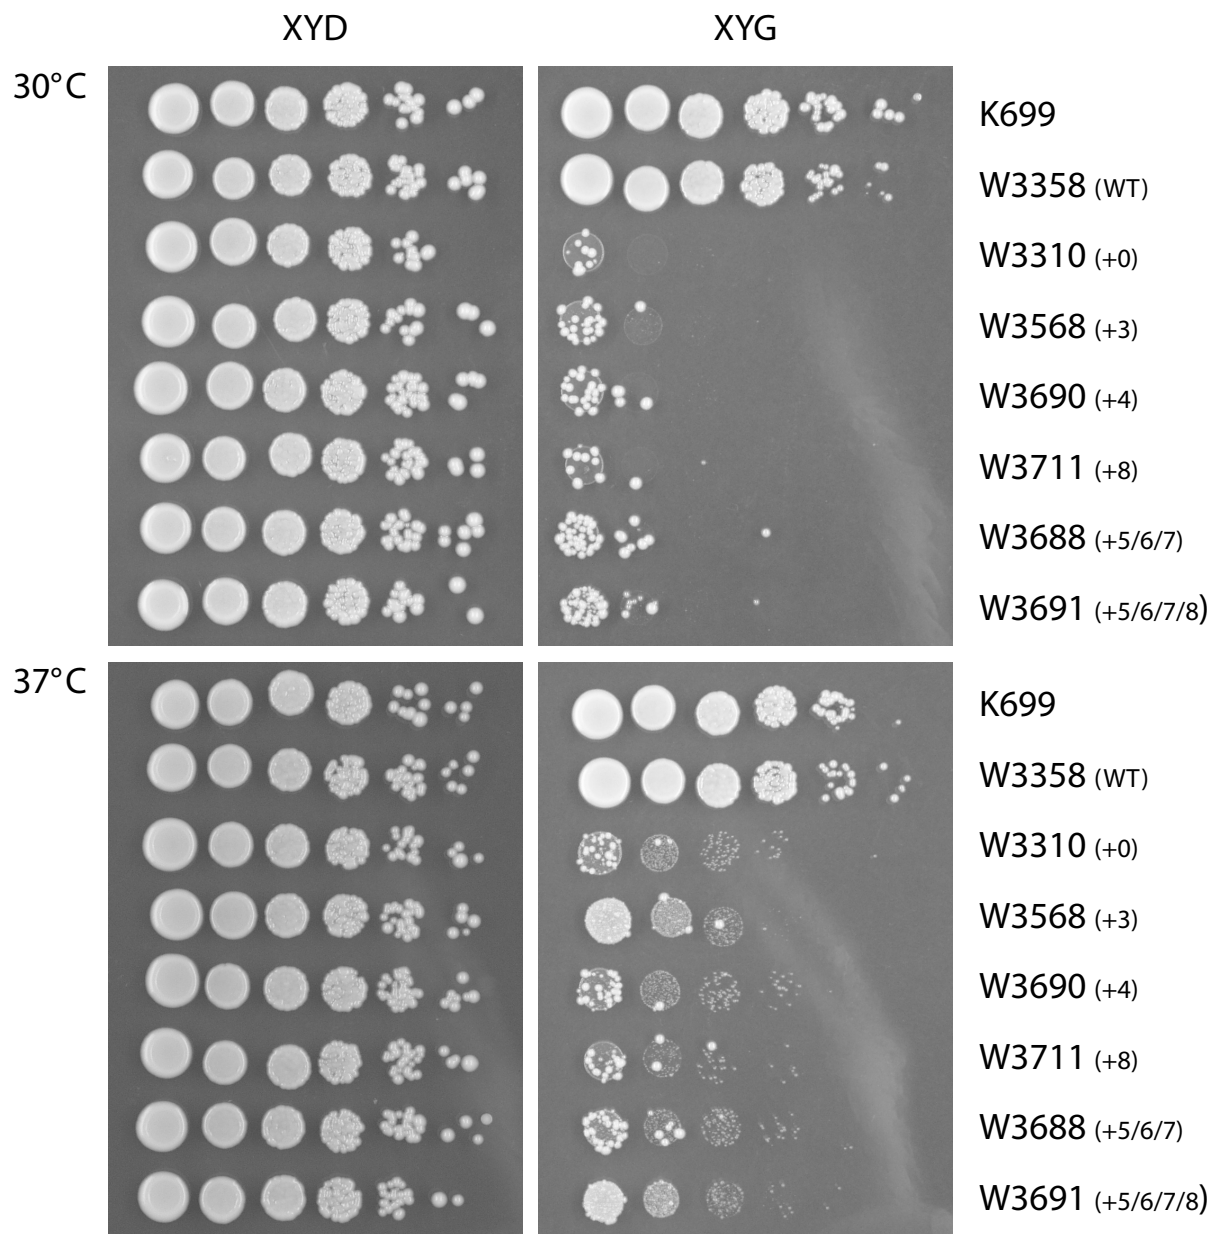 XYD XYG
30°C
K699
W3358 (WT)
W3310 (+0)
W3568 (+3)
W3690 (+4)
W3711 (+8)
W3688 (+5/6/7)
W3691 (+5/6/7/8)
37°C
K699
W3358 (WT)
W3310 (+0)
W3568 (+3)
W3690 (+4)
W3711 (+8)
W3688 (+5/6/7)
W3691 (+5/6/7/8)